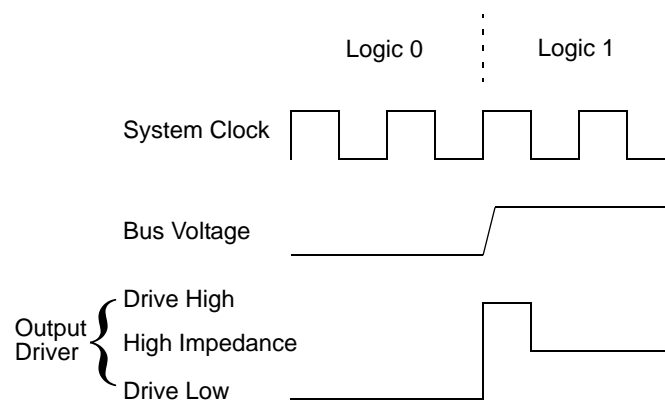 Logic 0
Logic 1
System Clock
Bus Voltage
Drive High
Output
Driver
High Impedance
Drive Low